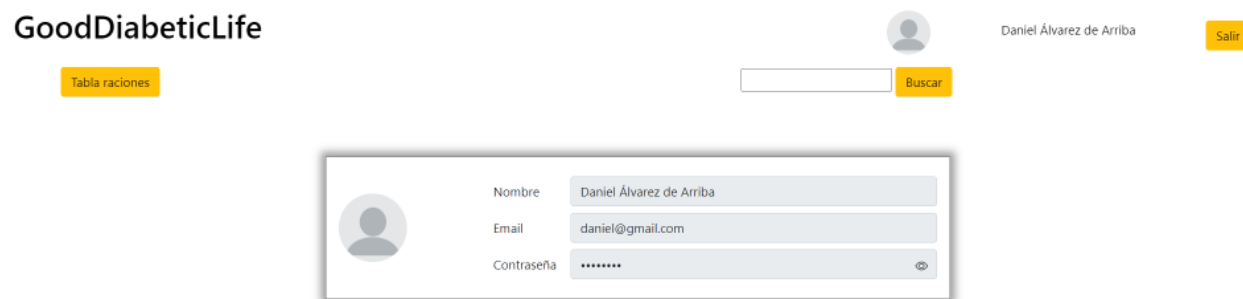 GoodDiabeticLife
Daniel Álvarez de Arriba
Salir
Tabla raciones
Buscar
Nombre
Daniel Álvarez de Arriba
Email
daniel@gmail.com
Contraseña
••••••••